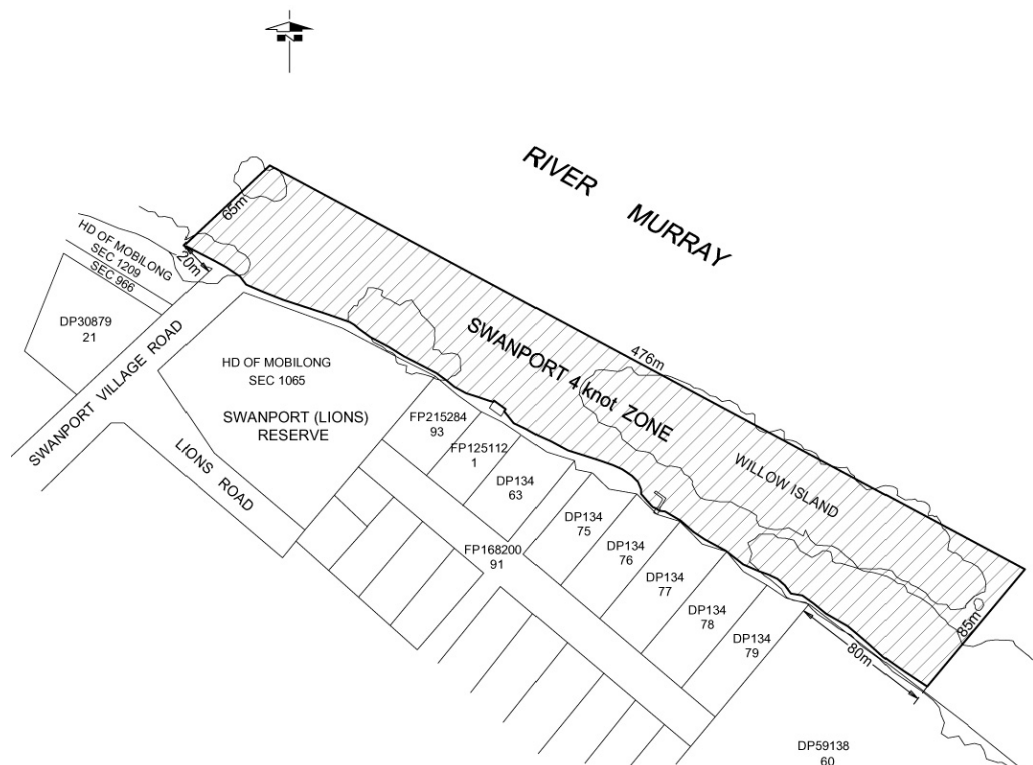 N
RIVER
MURRAY
65m
20m
HD OF MOBILONG
SEC 1209
SEC 966
DP30879
21
SWANPORT VILLAGE ROAD
HD OF MOBILONG
SEC 1065
SWANPORT (LIONS)
RESERVE
LIONS ROAD
SWANPORT 4 knot ZONE
476m
WILLOW ISLAND
FP215284
93
FP125112
1
DP134
63
DP134
75
DP134
76
DP134
77
DP134
78
DP134
79
FP168200
91
85m
80m
DP59138
60